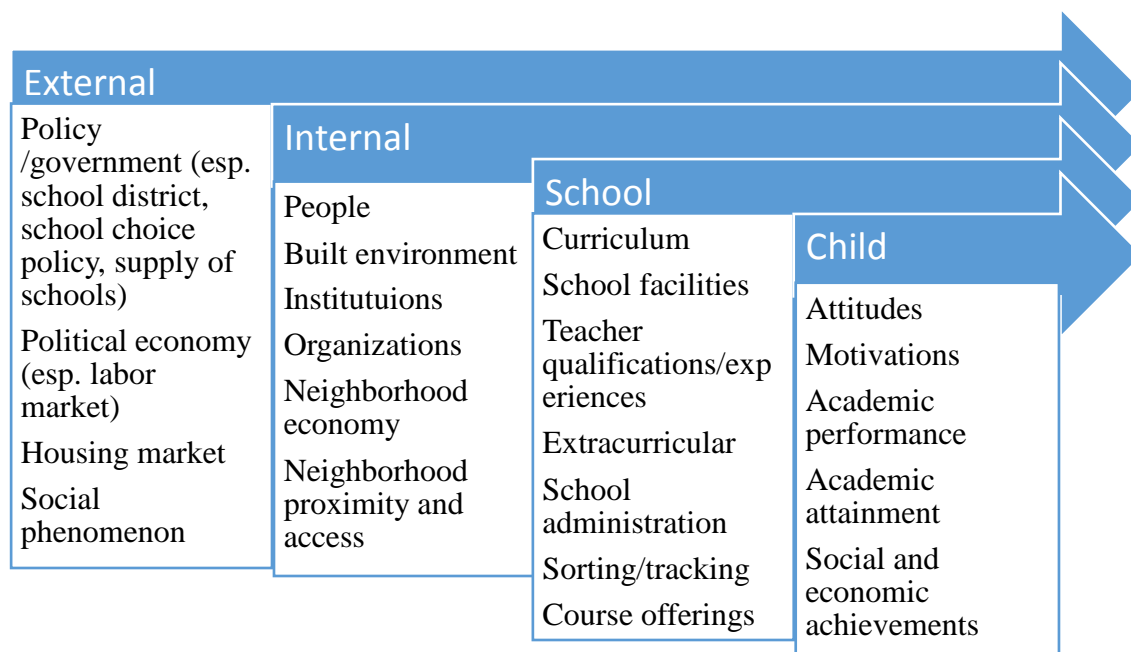 External
Policy
/government (esp.
school district,
school choice
policy, supply of
schools)
Political economy
(esp. labor
market)
Housing market
Social
phenomenon
Internal
People
Built environment
Institutuions
Organizations
Neighborhood
economy
Neighborhood
proximity and
access
School
Curriculum
School facilities
Teacher
qualifications/exp
eriences
Extracurricular
School
administration
Sorting/tracking
Course offerings
Child
Attitudes
Motivations
Academic
performance
Academic
attainment
Social and
economic
achievements